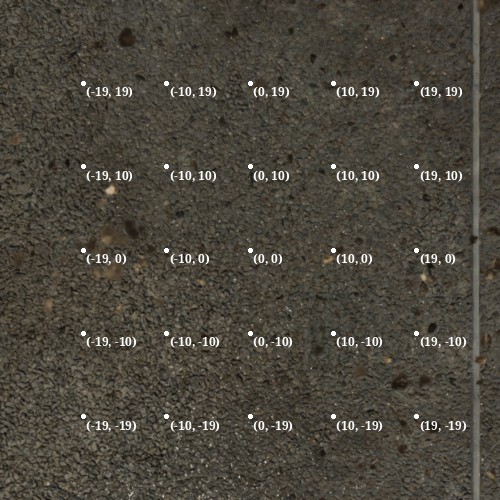 (-19, 19) (-10, 19) (0, 19) (10, 19) (19, 19)
(-19, 10) (-10, 10) (0, 10) (10, 10) (19, 10)
(-19, 0) (-10, 0) (0, 0) (10, 0) (19, 0)
(-19, -10) (-10, -10) (0, -10) (10, -10) (19, -10)
(-19, -19) (-10, -19) (0, -19) (10, -19) (19, -19)